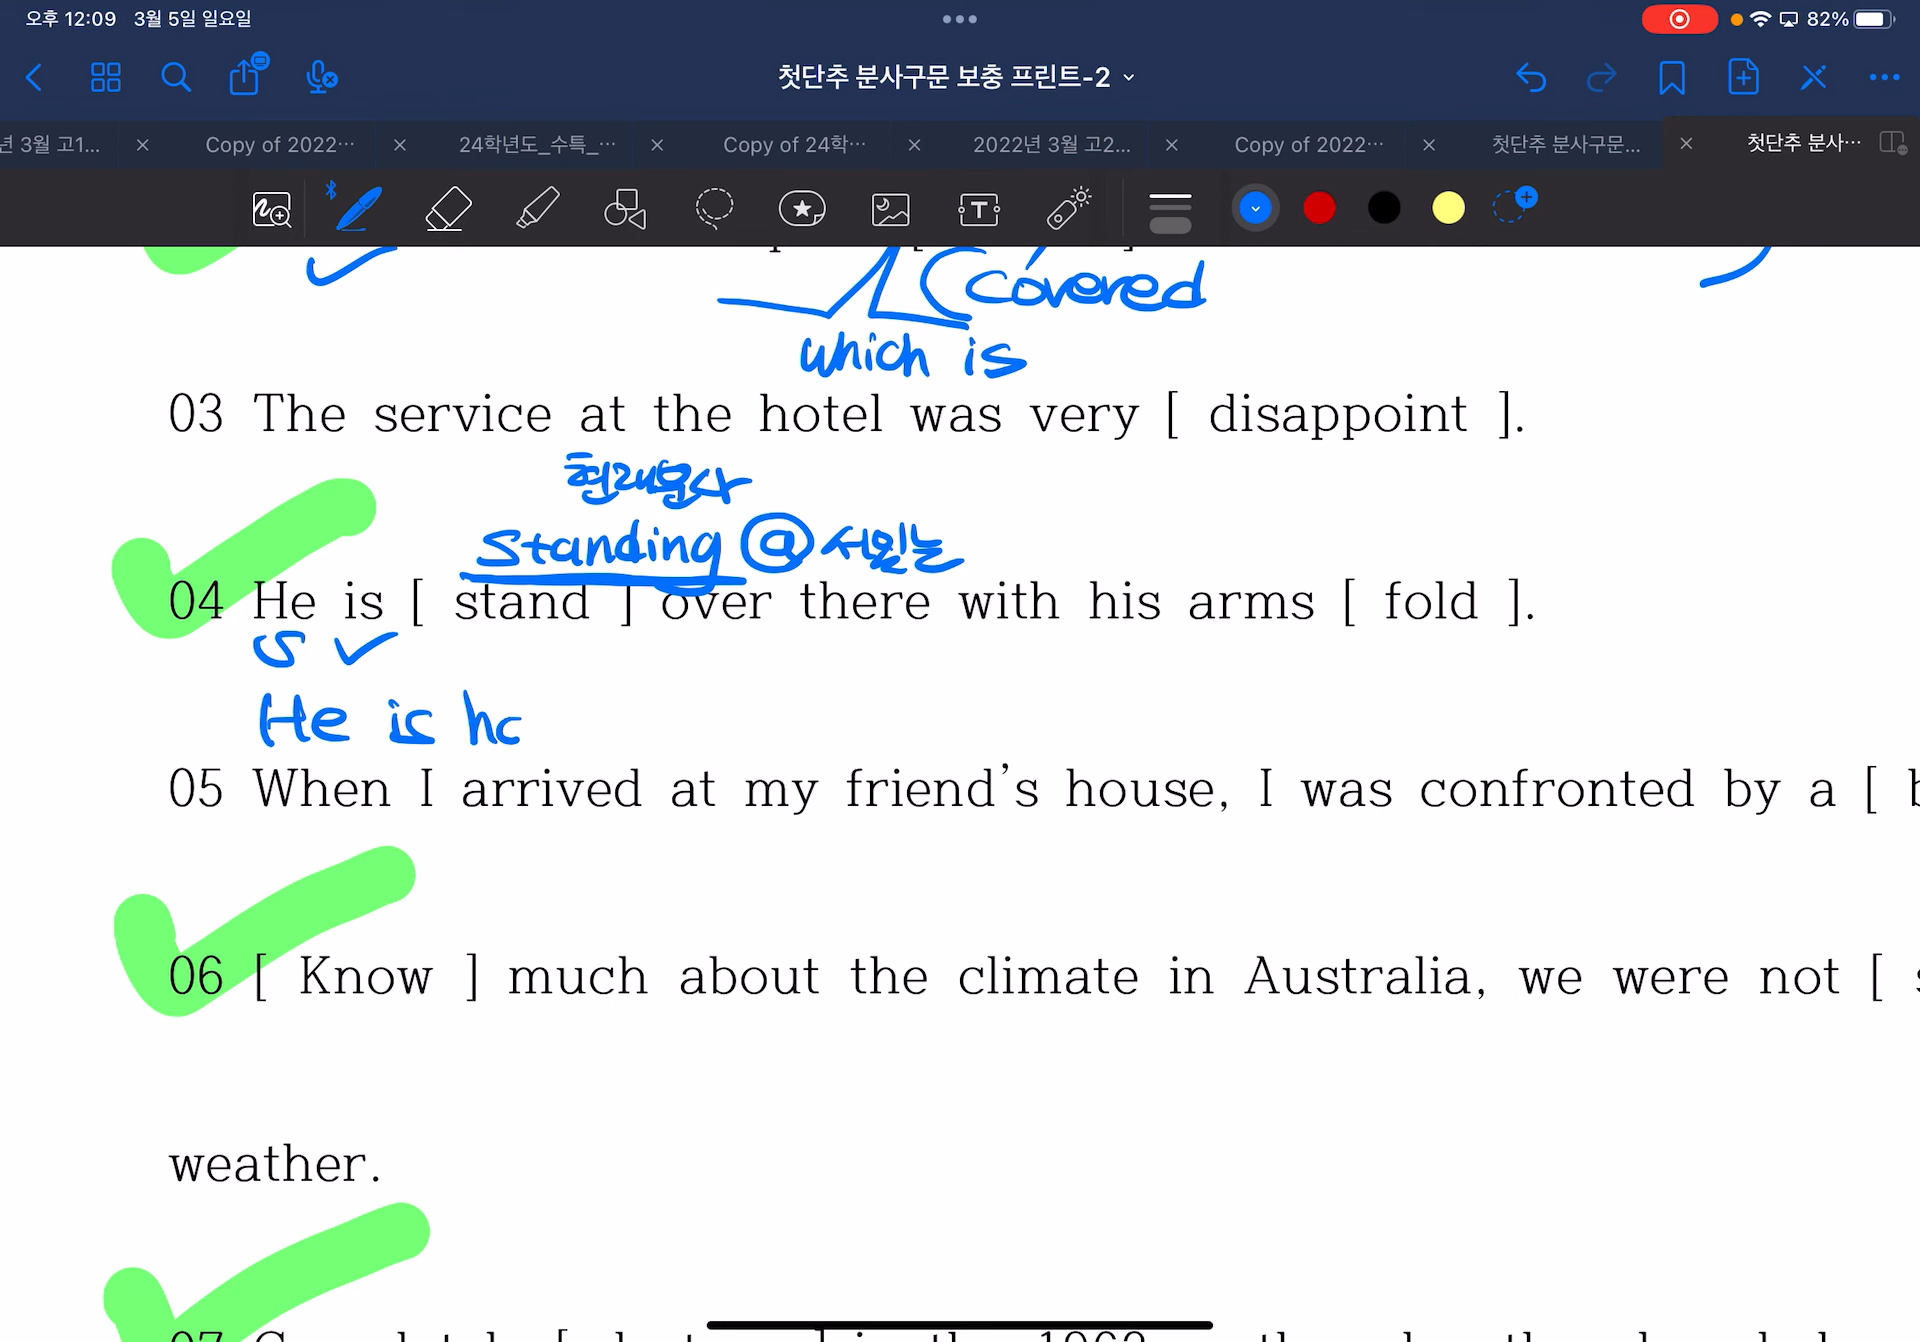 오후 12:09 3월 5일 일요일
82%
첫단추 분사구문 보충 프린트-2
년 3월 고1... Copy of 2022... 24학년도_수특_... Copy of 24학... 2022년 3월 고2... Copy of 2022... 첫단추 분사구문... 첫단추 분사...
covered
which is
03 The service at the hotel was very [ disappoint ].
현재분사
standing ⓐ 서있는
04 He is [ stand ] over there with his arms [ fold ].
S V
He is
05 When I arrived at my friend's house, I was confronted by a [
06 [ Know ] much about the climate in Australia, we were not [
weather.